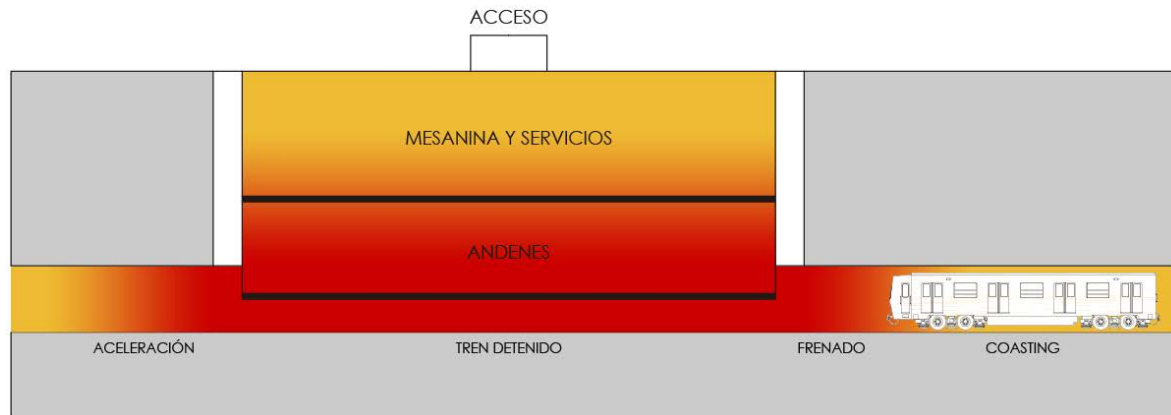 ACCESO
MESANINA Y SERVICIOS
ANDENES
ACELERACIÓN
TREN DETENIDO
FRENADO
COASTING